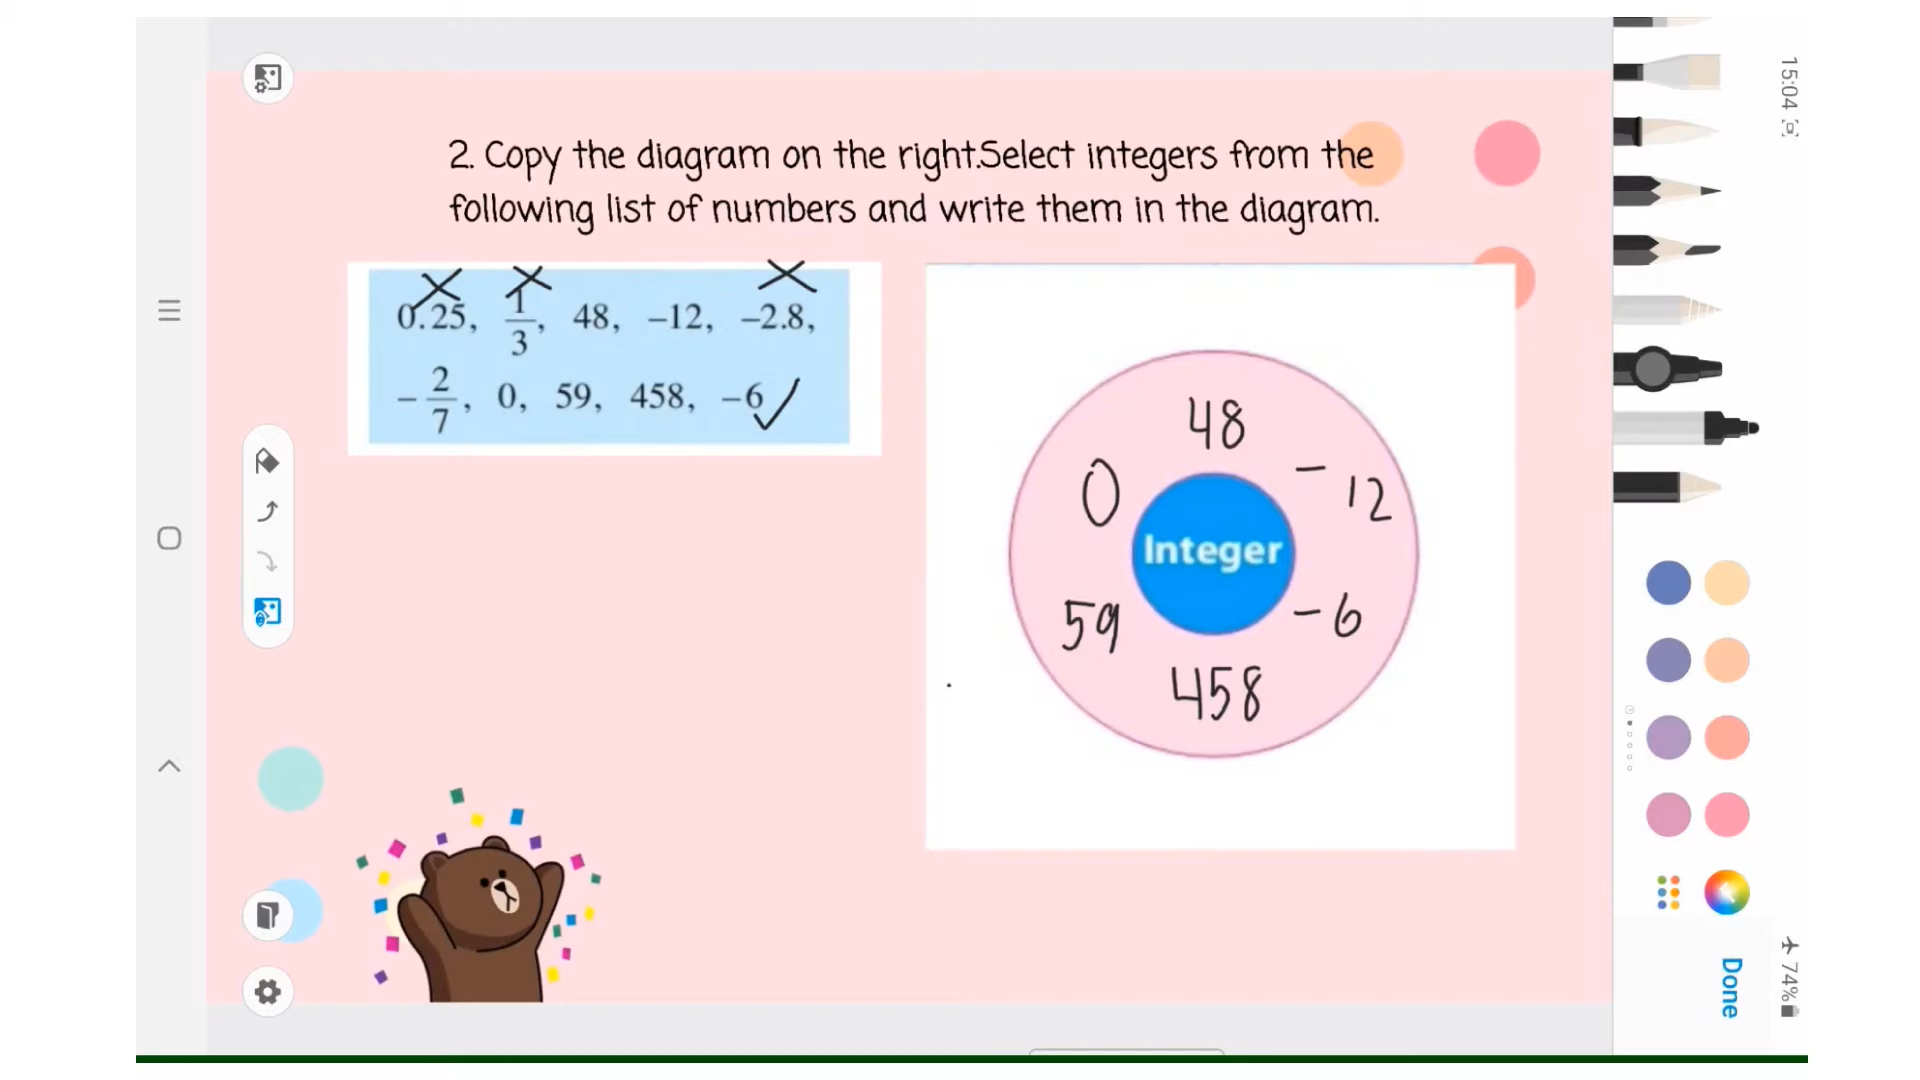 2. Copy the diagram on the right.Select integers from the
following list of numbers and write them in the diagram.
0.25, 1/3, 48, –12, –2.8,
–2/7, 0, 59, 458, –6
48
0
– 12
Integer
59
– 6
458
15:04
74%
Done